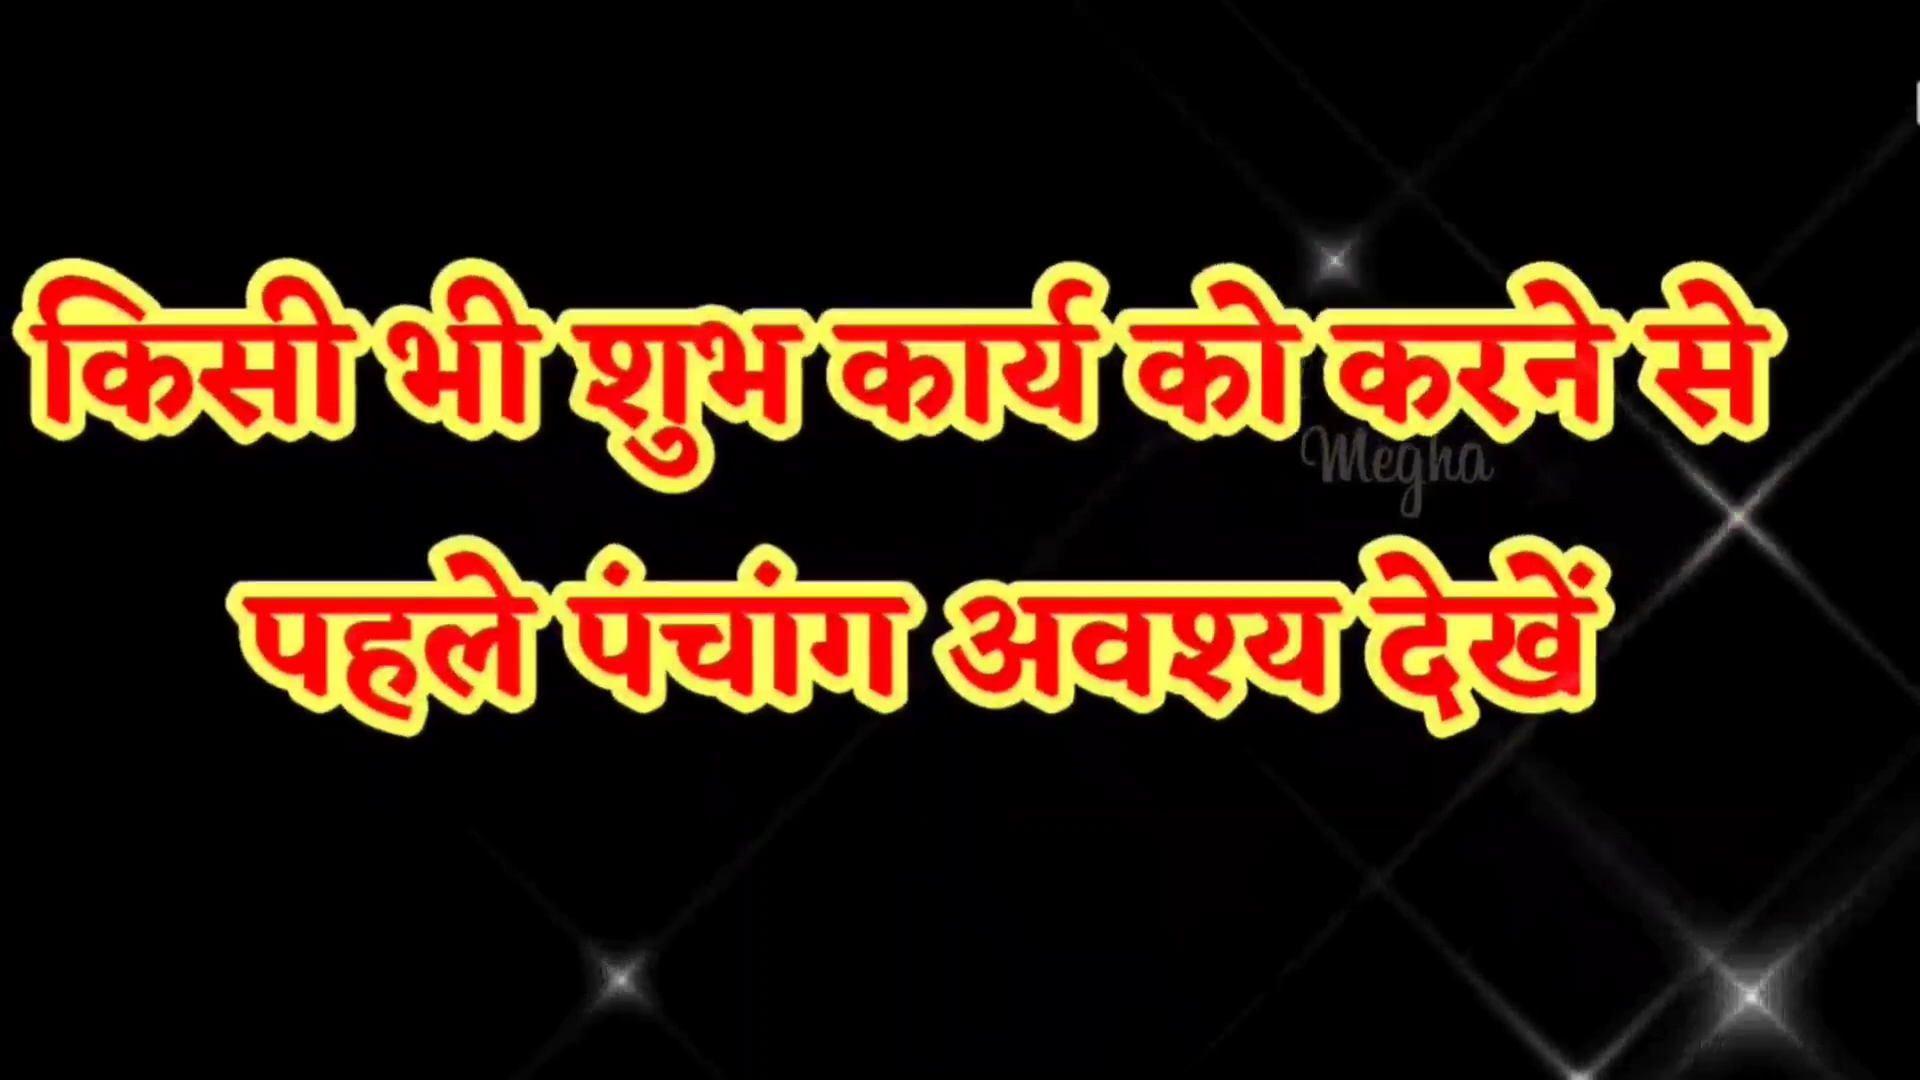 किसी भी शुभ कार्य को करने से
Megha
पहले पंचांग अवश्य देखें